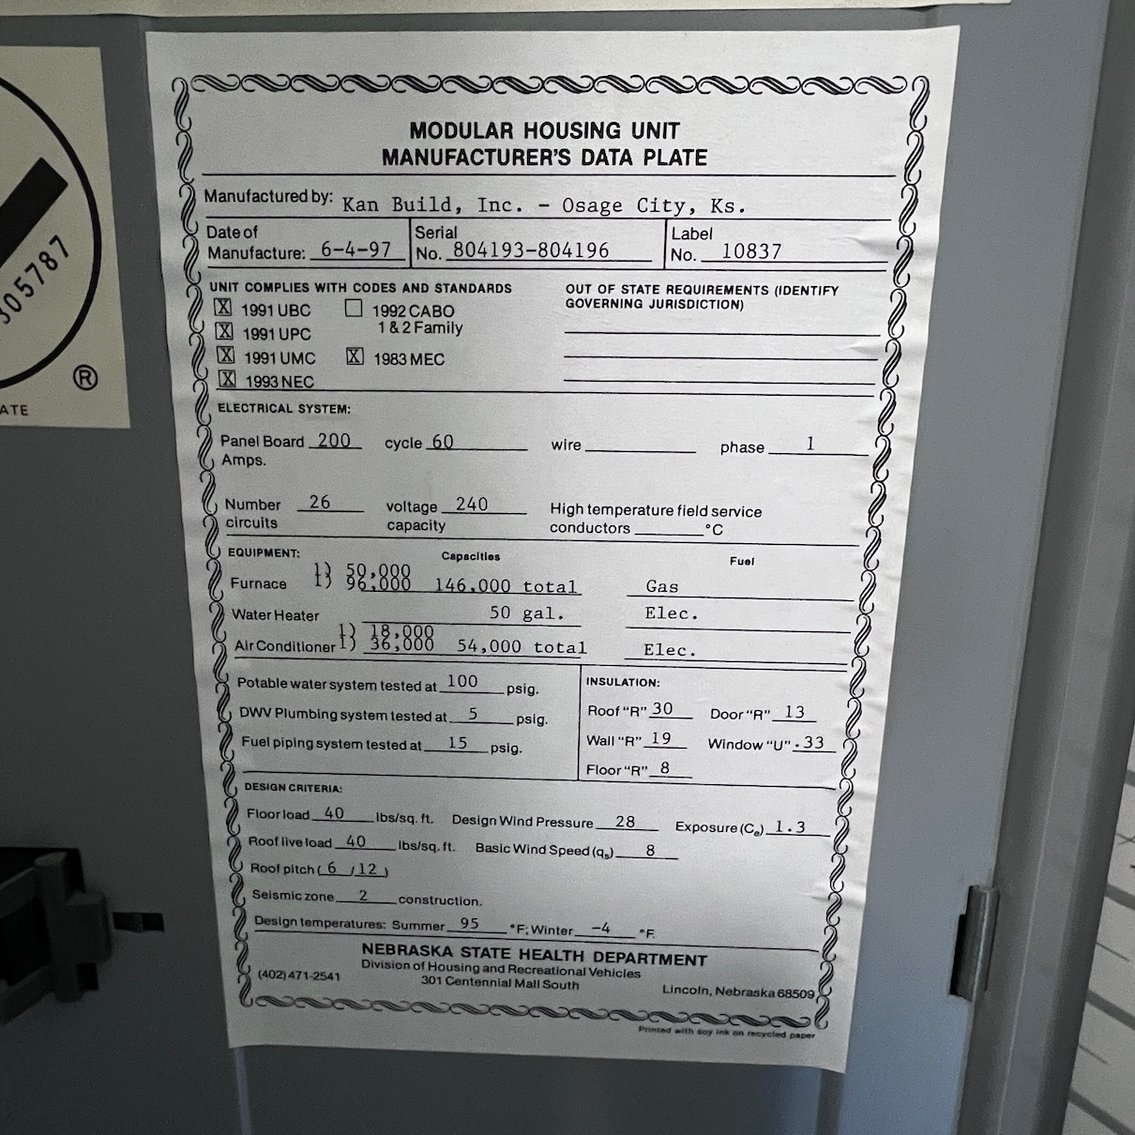 MODULAR HOUSING UNIT
MANUFACTURER'S DATA PLATE
Manufactured by: Kan Build, Inc. - Osage City, Ks.
Date of Manufacture: 6-4-97 Serial No. 804193-804196 Label No. 10837
UNIT COMPLIES WITH CODES AND STANDARDS
X 1991 UBC
1992 CABO 1 & 2 Family
X 1991 UPC
X 1991 UMC
X 1983 MEC
X 1993 NEC
OUT OF STATE REQUIREMENTS (IDENTIFY
GOVERNING JURISDICTION)
ELECTRICAL SYSTEM:
Panel Board 200 Amps. cycle 60 wire phase 1
Number circuits 26 voltage capacity 240 High temperature field service conductors °C
EQUIPMENT: Capacities Fuel
Furnace 1) 50,000 1) 96,000 146,000 total Gas
Water Heater 50 gal. Elec.
Air Conditioner 1) 18,000 1) 36,000 54,000 total Elec.
Potable water system tested at 100 psig.
DWV Plumbing system tested at 5 psig.
Fuel piping system tested at 15 psig.
INSULATION:
Roof "R" 30 Door "R" 13
Wall "R" 19 Window "U" .33
Floor "R" 8
DESIGN CRITERIA:
Floor load 40 lbs/sq. ft. Design Wind Pressure 28 Exposure (Ce) 1.3
Roof live load 40 lbs/sq. ft. Basic Wind Speed (qs) 8
Roof pitch ( 6 / 12 )
Seismic zone 2 construction.
Design temperatures: Summer 95 °F; Winter -4 °F.
NEBRASKA STATE HEALTH DEPARTMENT
Division of Housing and Recreational Vehicles
(402) 471-2541 301 Centennial Mall South Lincoln, Nebraska 68509
Printed with soy ink on recycled paper
305787
®
ATE